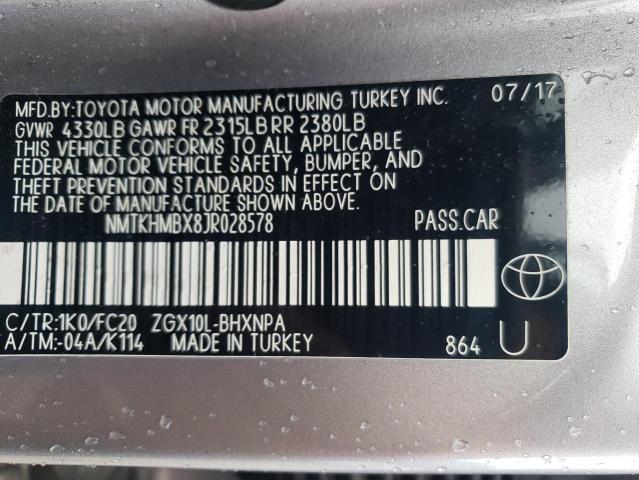 MFD.BY:TOYOTA MOTOR MANUFACTURING TURKEY INC. 07/17
GVWR 4330LB GAWR FR 2315LB RR 2380LB
THIS VEHICLE CONFORMS TO ALL APPLICABLE
FEDERAL MOTOR VEHICLE SAFETY, BUMPER, AND
THEFT PREVENTION STANDARDS IN EFFECT ON
THE DATE OF MANUFACTURE SHOWN ABOVE.
NMTKHMBX8JR028578 PASS.CAR
C/TR:1K0/FC20 ZGX10L-BHXNPA
A/TM:-04A/K114 MADE IN TURKEY 864 U